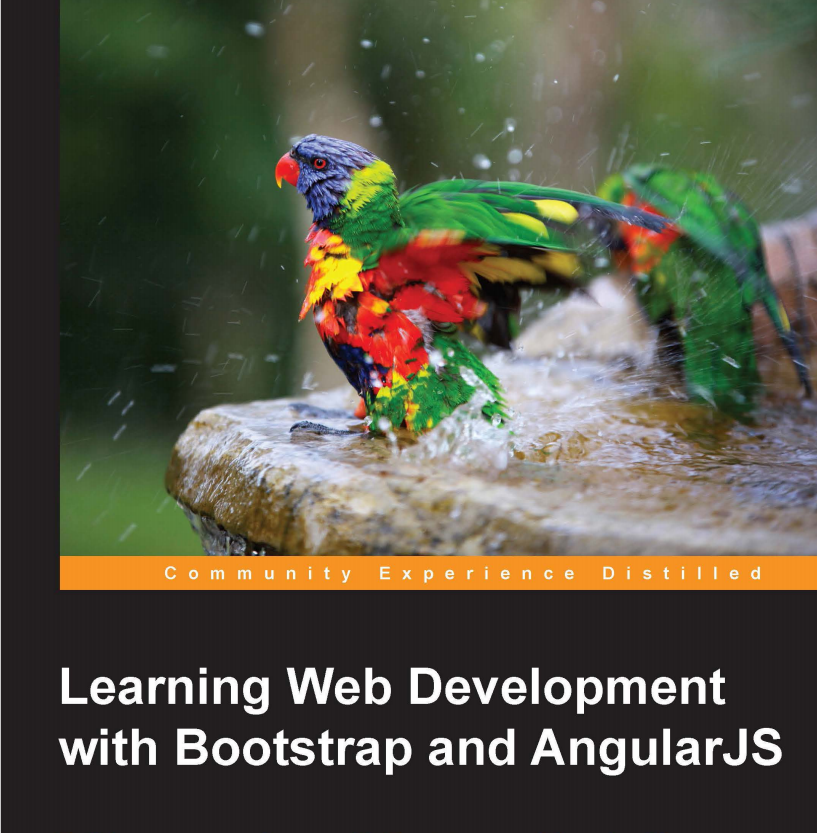 Community Experience Distilled
Learning Web Development
with Bootstrap and AngularJS